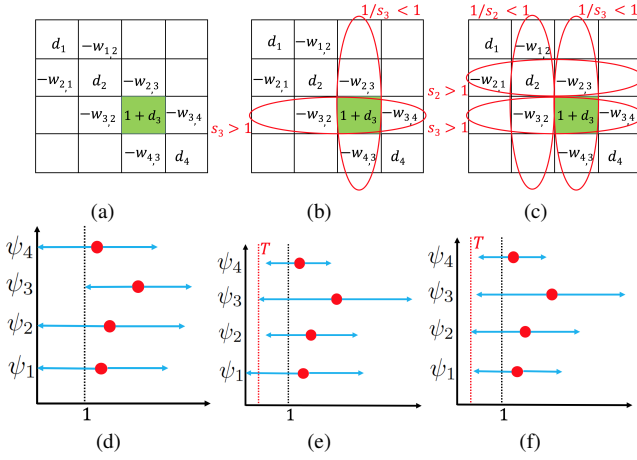 1/s₃ < 1 1/s₂ < 1 1/s₃ < 1
d₁ −w₁,₂ d₁ −w₁,₂ d₁ −w₁,₂
−w₂,₁ d₂ −w₂,₃ −w₂,₁ d₂ −w₂,₃ s₂ > 1 −w₂,₁ d₂ −w₂,₃
−w₃,₂ 1 + d₃ −w₃,₄ s₃ > 1 −w₃,₂ 1 + d₃ −w₃,₄ s₃ > 1 −w₃,₂ 1 + d₃ −w₃,₄
−w₄,₃ d₄ −w₄,₃ d₄ −w₄,₃ d₄
(a) (b) (c)
T T
ψ₄ ψ₄ ψ₄
ψ₃ ψ₃ ψ₃
ψ₂ ψ₂ ψ₂
ψ₁ ψ₁ ψ₁
1 1 1
(d) (e) (f)